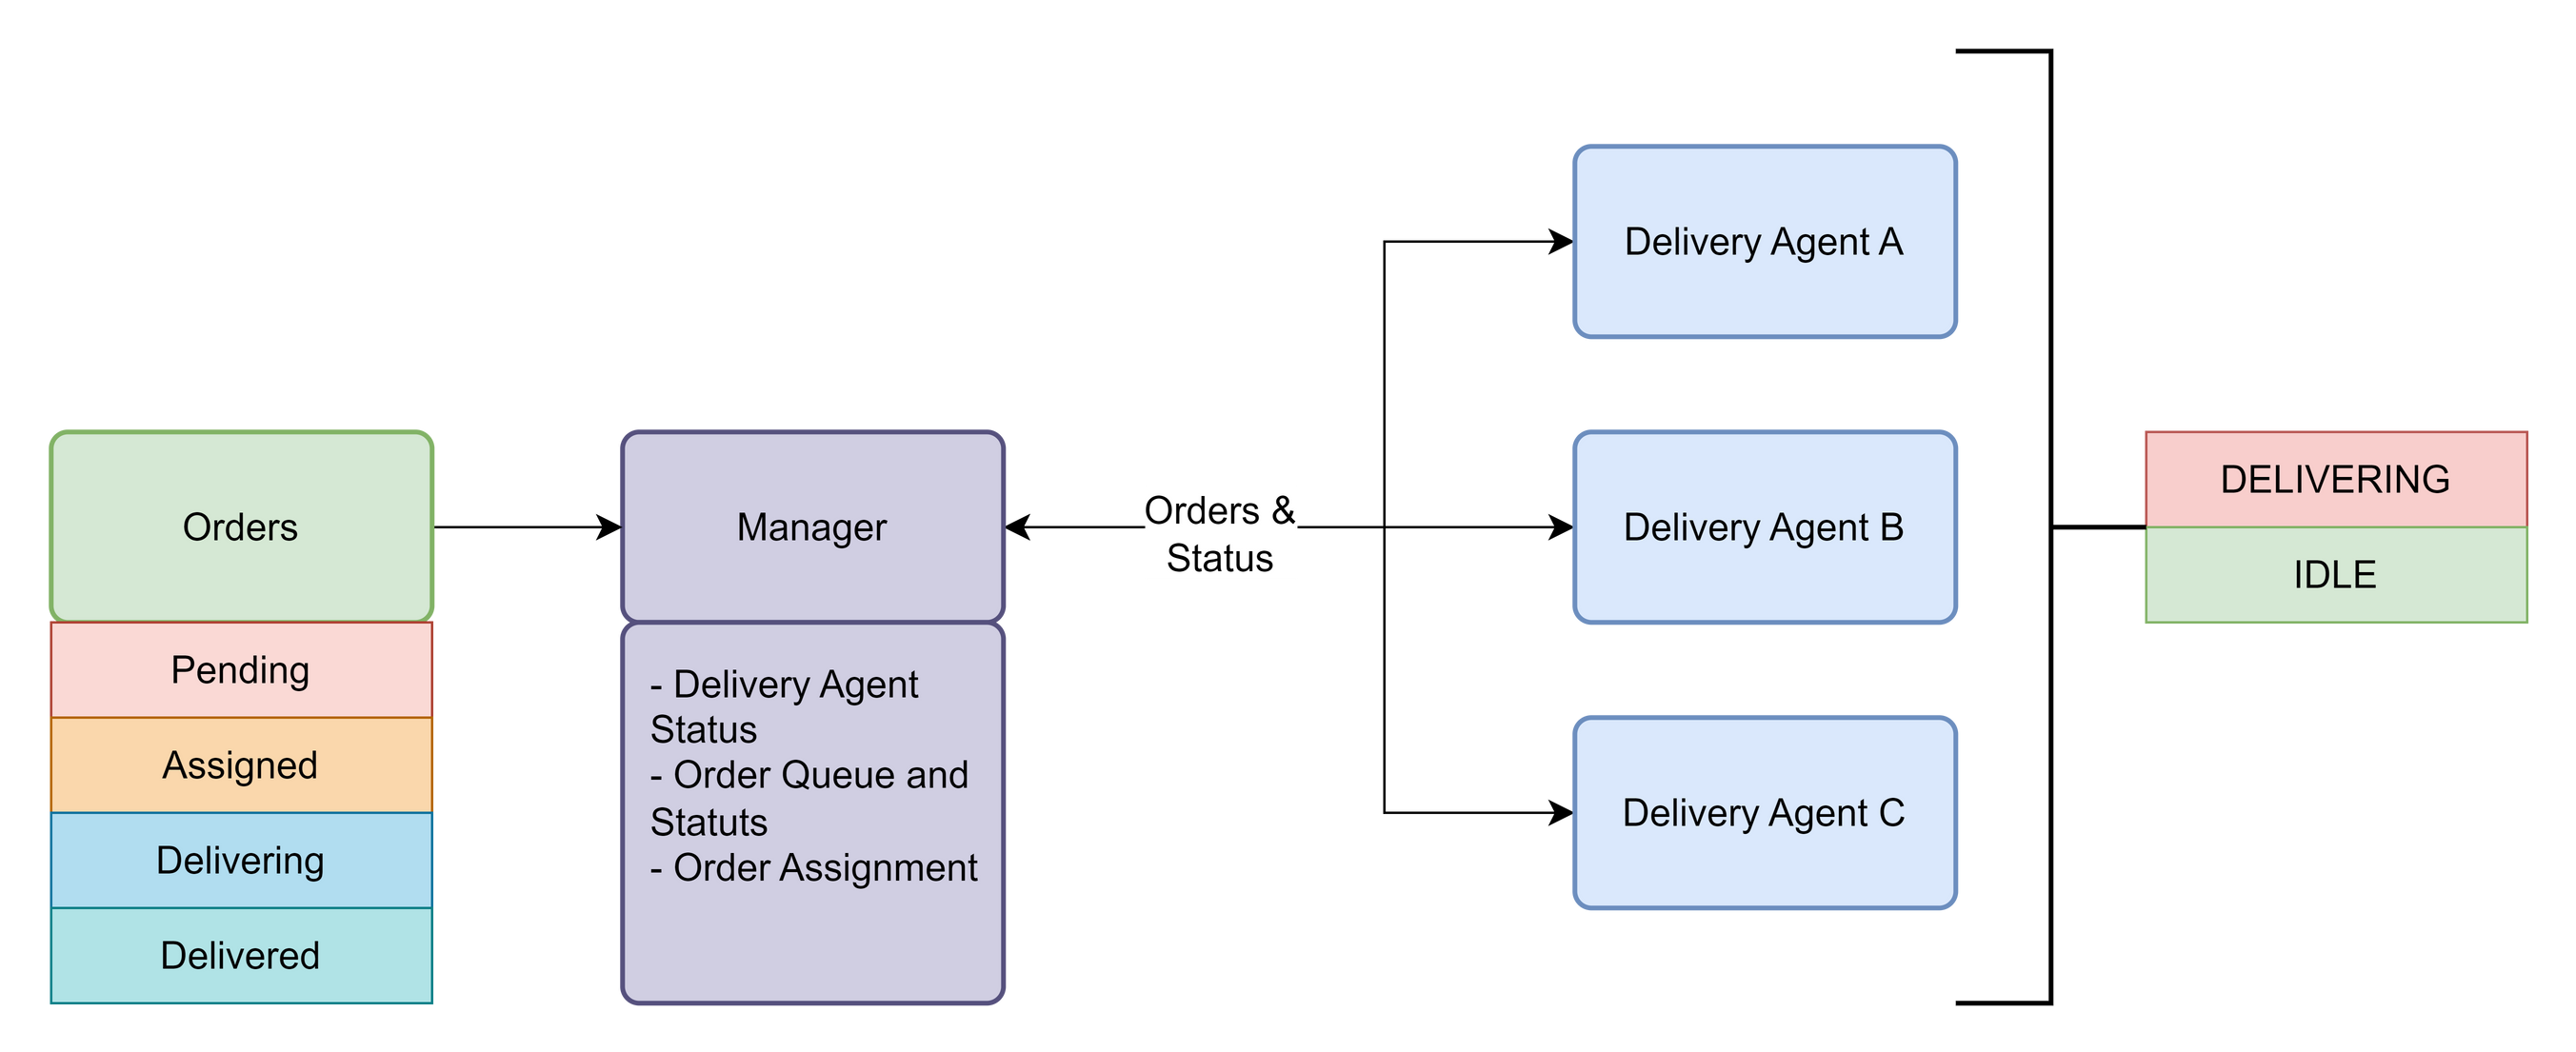 Orders
Pending
Assigned
Delivering
Delivered
Manager
- Delivery Agent
Status
- Order Queue and
Statuts
- Order Assignment
Orders &
Status
Delivery Agent A
Delivery Agent B
Delivery Agent C
DELIVERING
IDLE